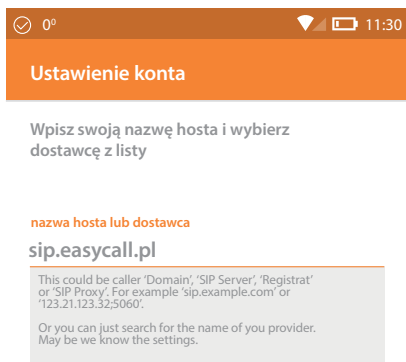 0º 11:30
Ustawienie konta
Wpisz swoją nazwę hosta i wybierz
dostawcę z listy
nazwa hosta lub dostawca
sip.easycall.pl
This could be caller ‘Domain’, ‘SIP Server’, ‘Registrat’
or ‘SIP Proxy’. For example ‘sip.example.com’ or
‘123.21.123.32;5060’.
Or you can just search for the name of you provider.
May be we know the settings.